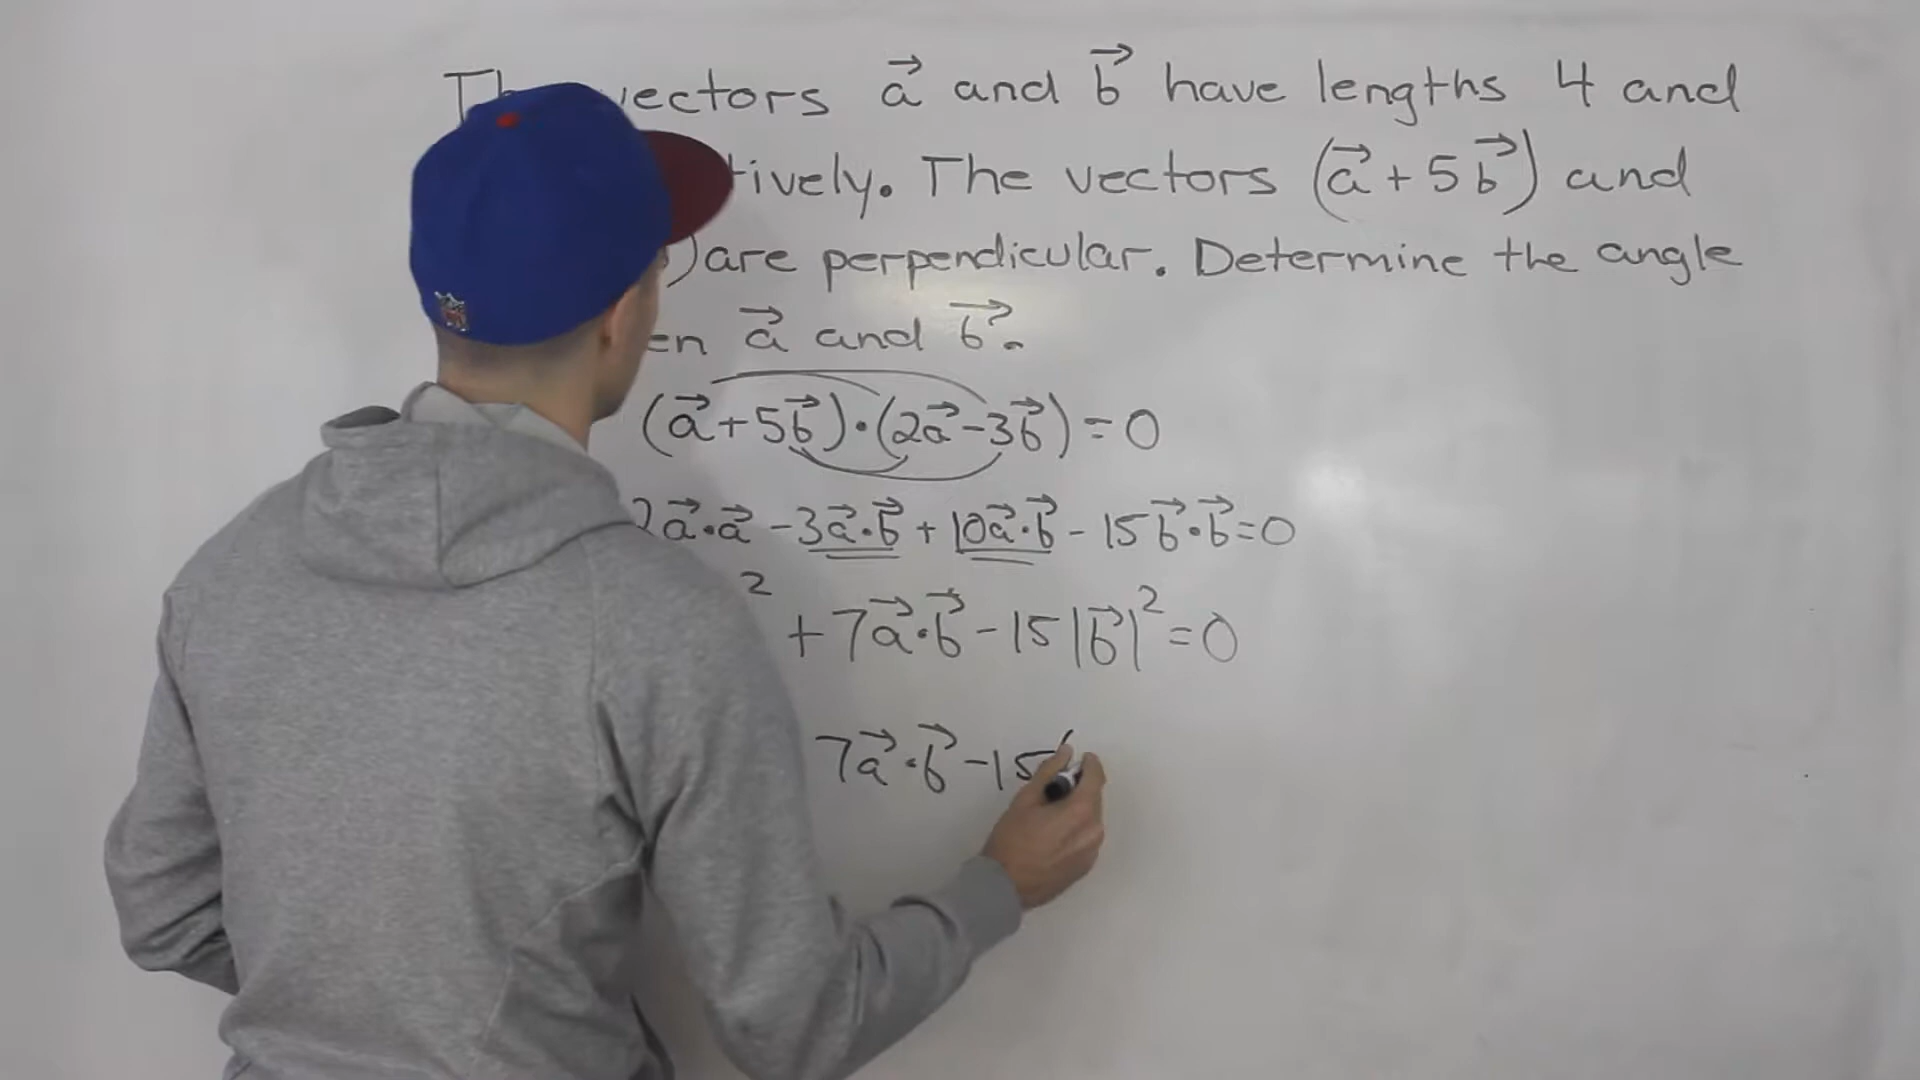 vectors a⃗ and b⃗ have lengths 4 and
tively. The vectors (a⃗ + 5b⃗) and
) are perpendicular. Determine the angle
en a⃗ and b⃗.
(a⃗ + 5b⃗)·(2a⃗ - 3b⃗) = 0
2a⃗·a⃗ - 3a⃗·b⃗ + 10a⃗·b⃗ - 15b⃗·b⃗ = 0
² + 7a⃗·b⃗ - 15|b⃗|² = 0
7a⃗·b⃗ - 15(